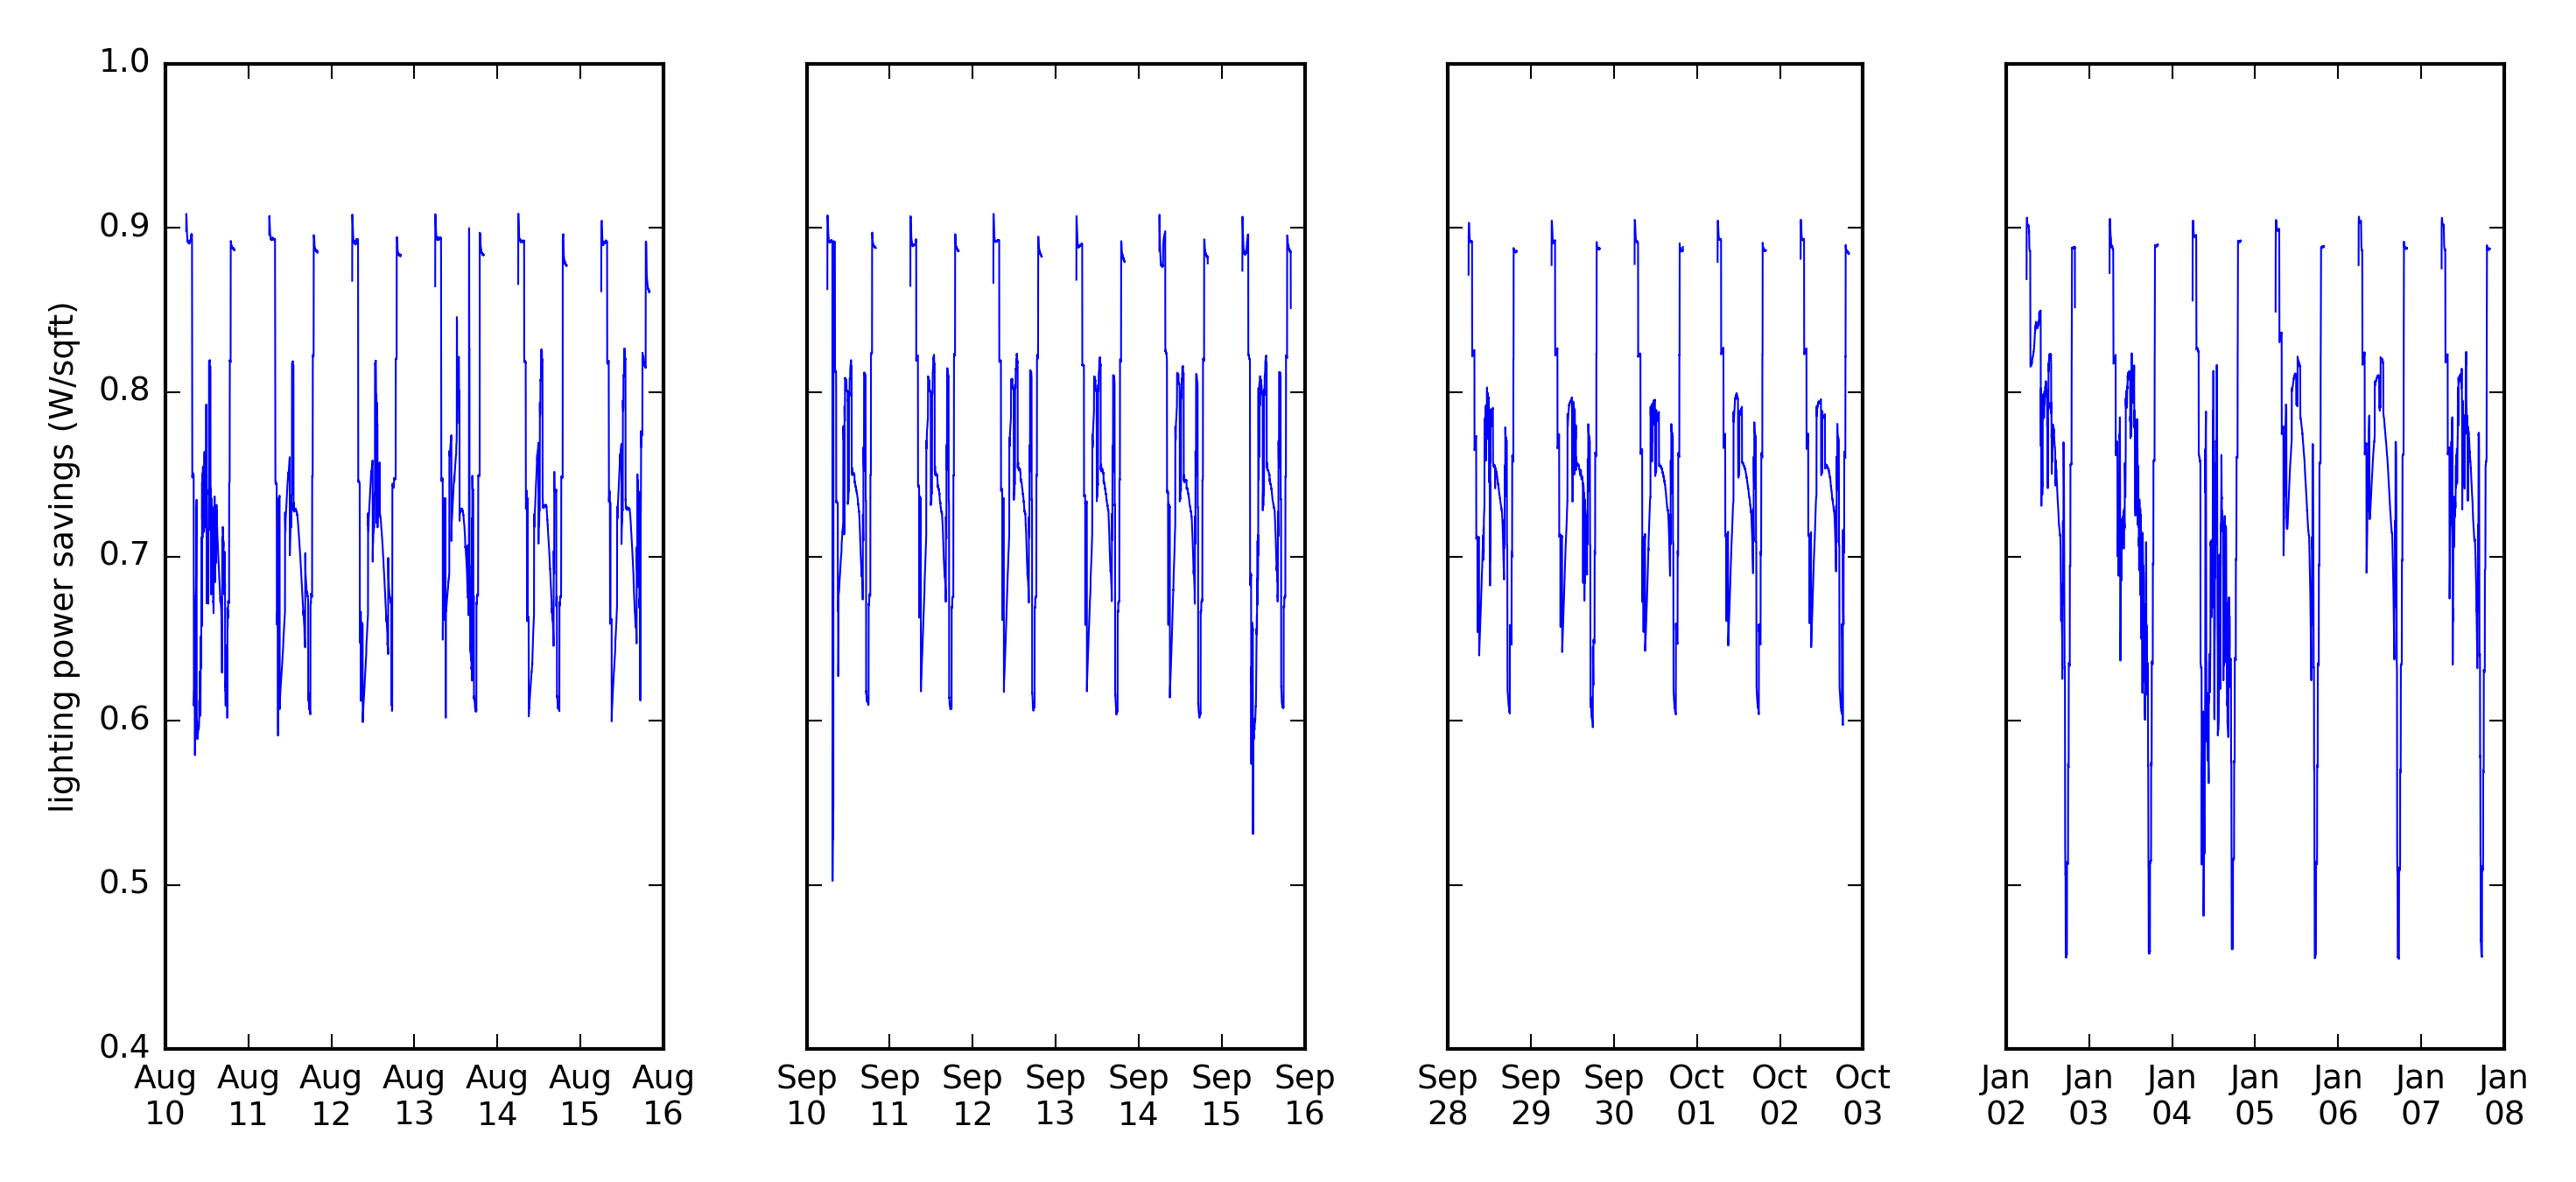 lighting power savings (W/sqft)
1.0
0.9
0.8
0.7
0.6
0.5
0.4
Aug 10
Aug 11
Aug 12
Aug 13
Aug 14
Aug 15
Aug 16
Sep 10
Sep 11
Sep 12
Sep 13
Sep 14
Sep 15
Sep 16
Sep 28
Sep 29
Sep 30
Oct 01
Oct 02
Oct 03
Jan 02
Jan 03
Jan 04
Jan 05
Jan 06
Jan 07
Jan 08